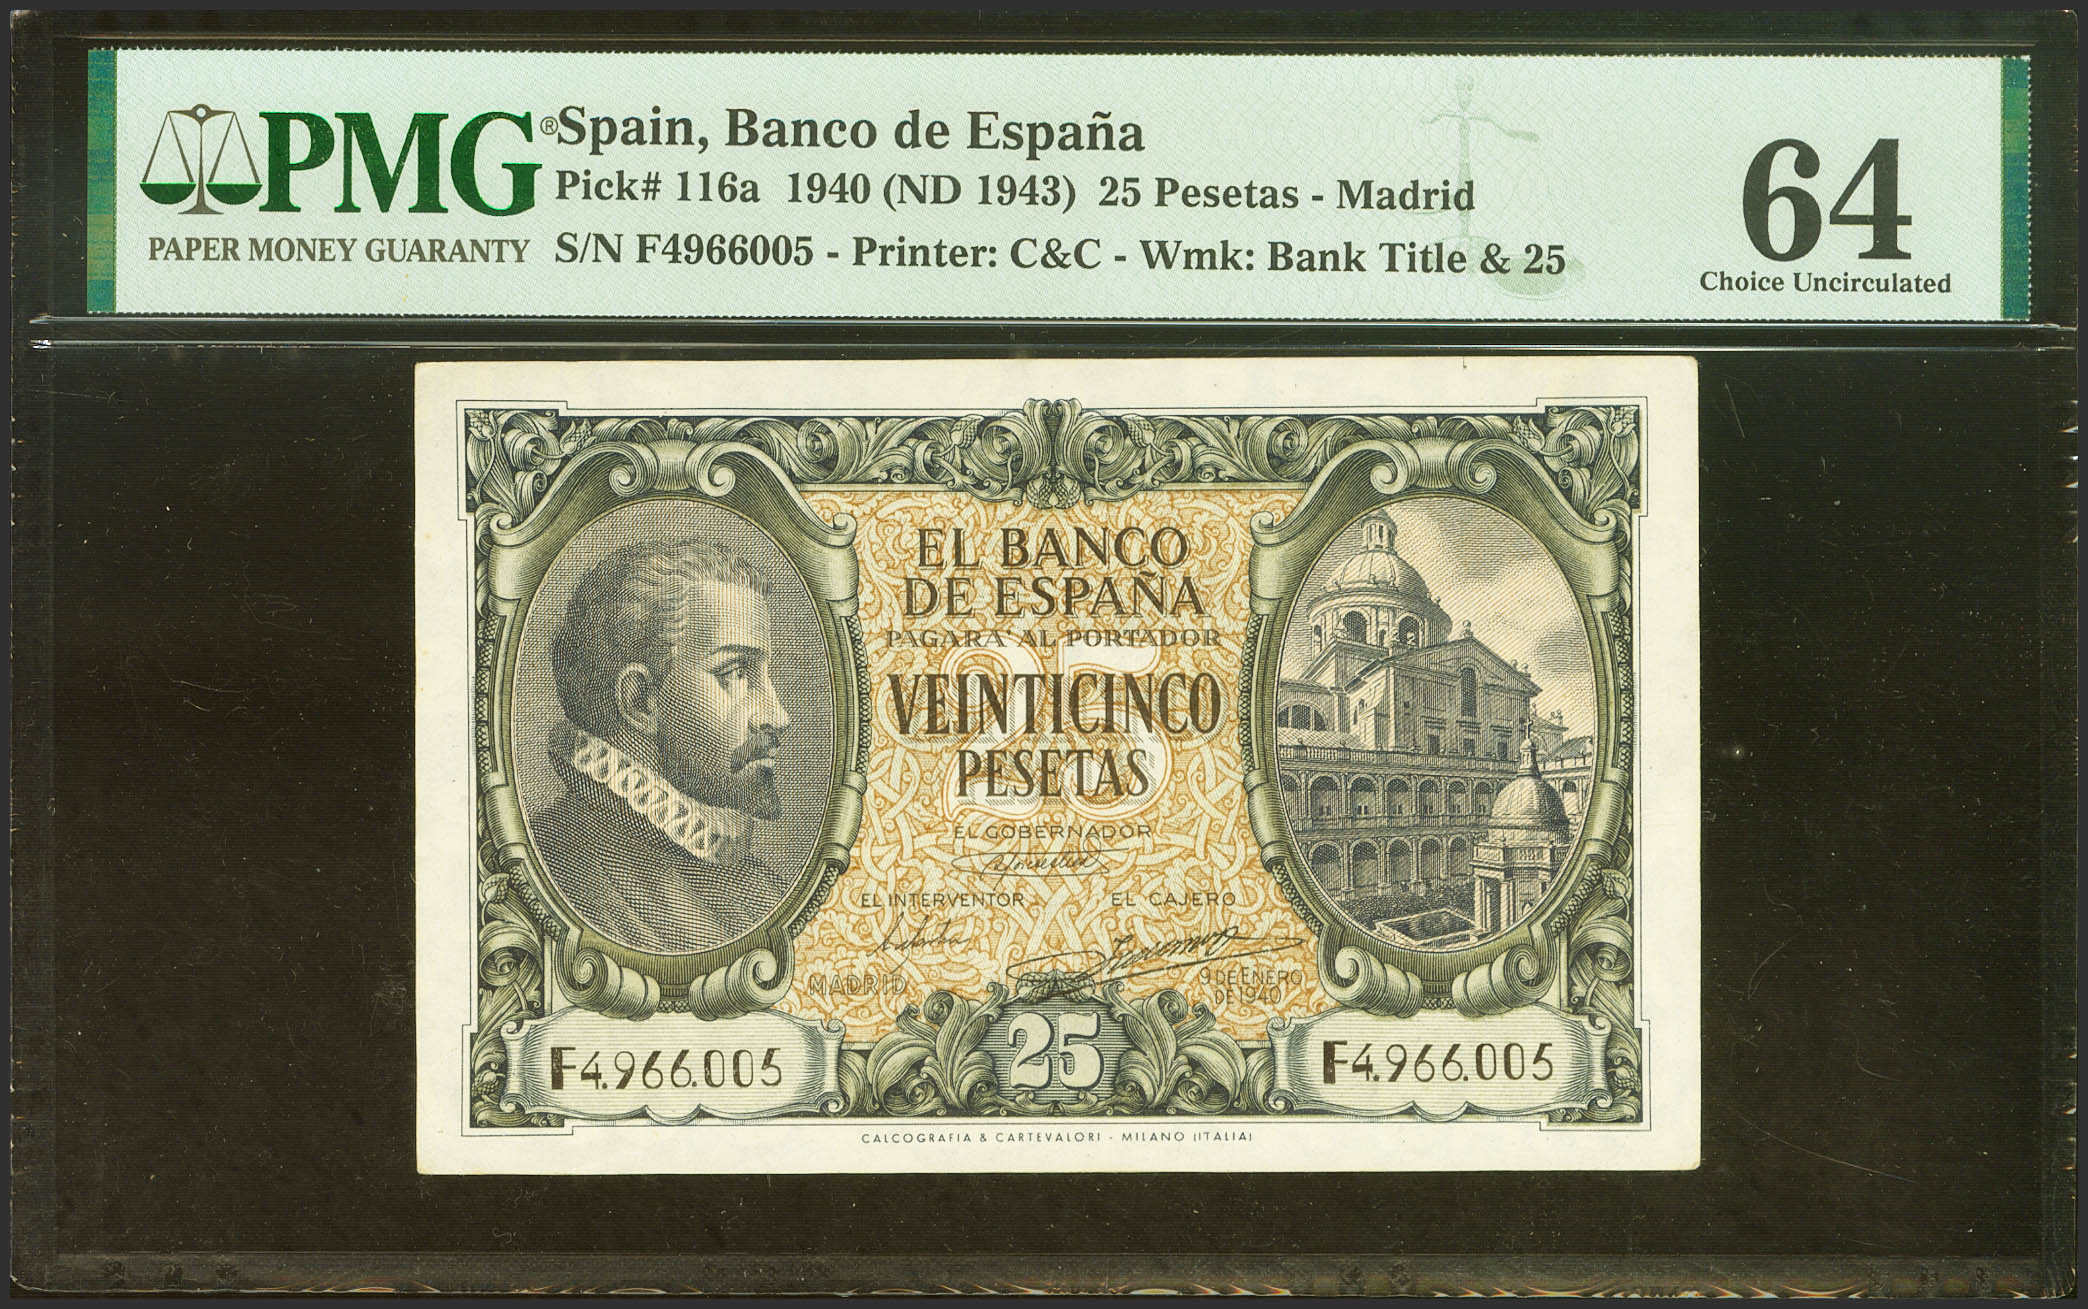 PMG®
PAPER MONEY GUARANTY
Spain, Banco de España
Pick# 116a 1940 (ND 1943) 25 Pesetas - Madrid
S/N F4966005 - Printer: C&C - Wmk: Bank Title & 25
64
Choice Uncirculated
EL BANCO
DE ESPAÑA
PAGARA' AL PORTADOR
25
VEINTICINCO
PESETAS
EL GOBERNADOR
EL INTERVENTOR EL CAJERO
MADRID
9 DE ENERO
DE 1940
F4.966.005 25 F4.966.005
CALCOGRAFIA & CARTEVALORI - MILANO (ITALIA)